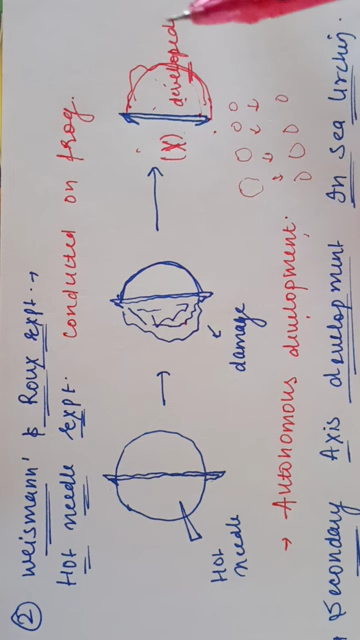 ② Weismann' & Roux expt. →
Hot needle expt. conducted on frog.
Hot
needle
damage
(X) developed
→ Autonomous development.
Secondary Axis development In Sea Urchins.